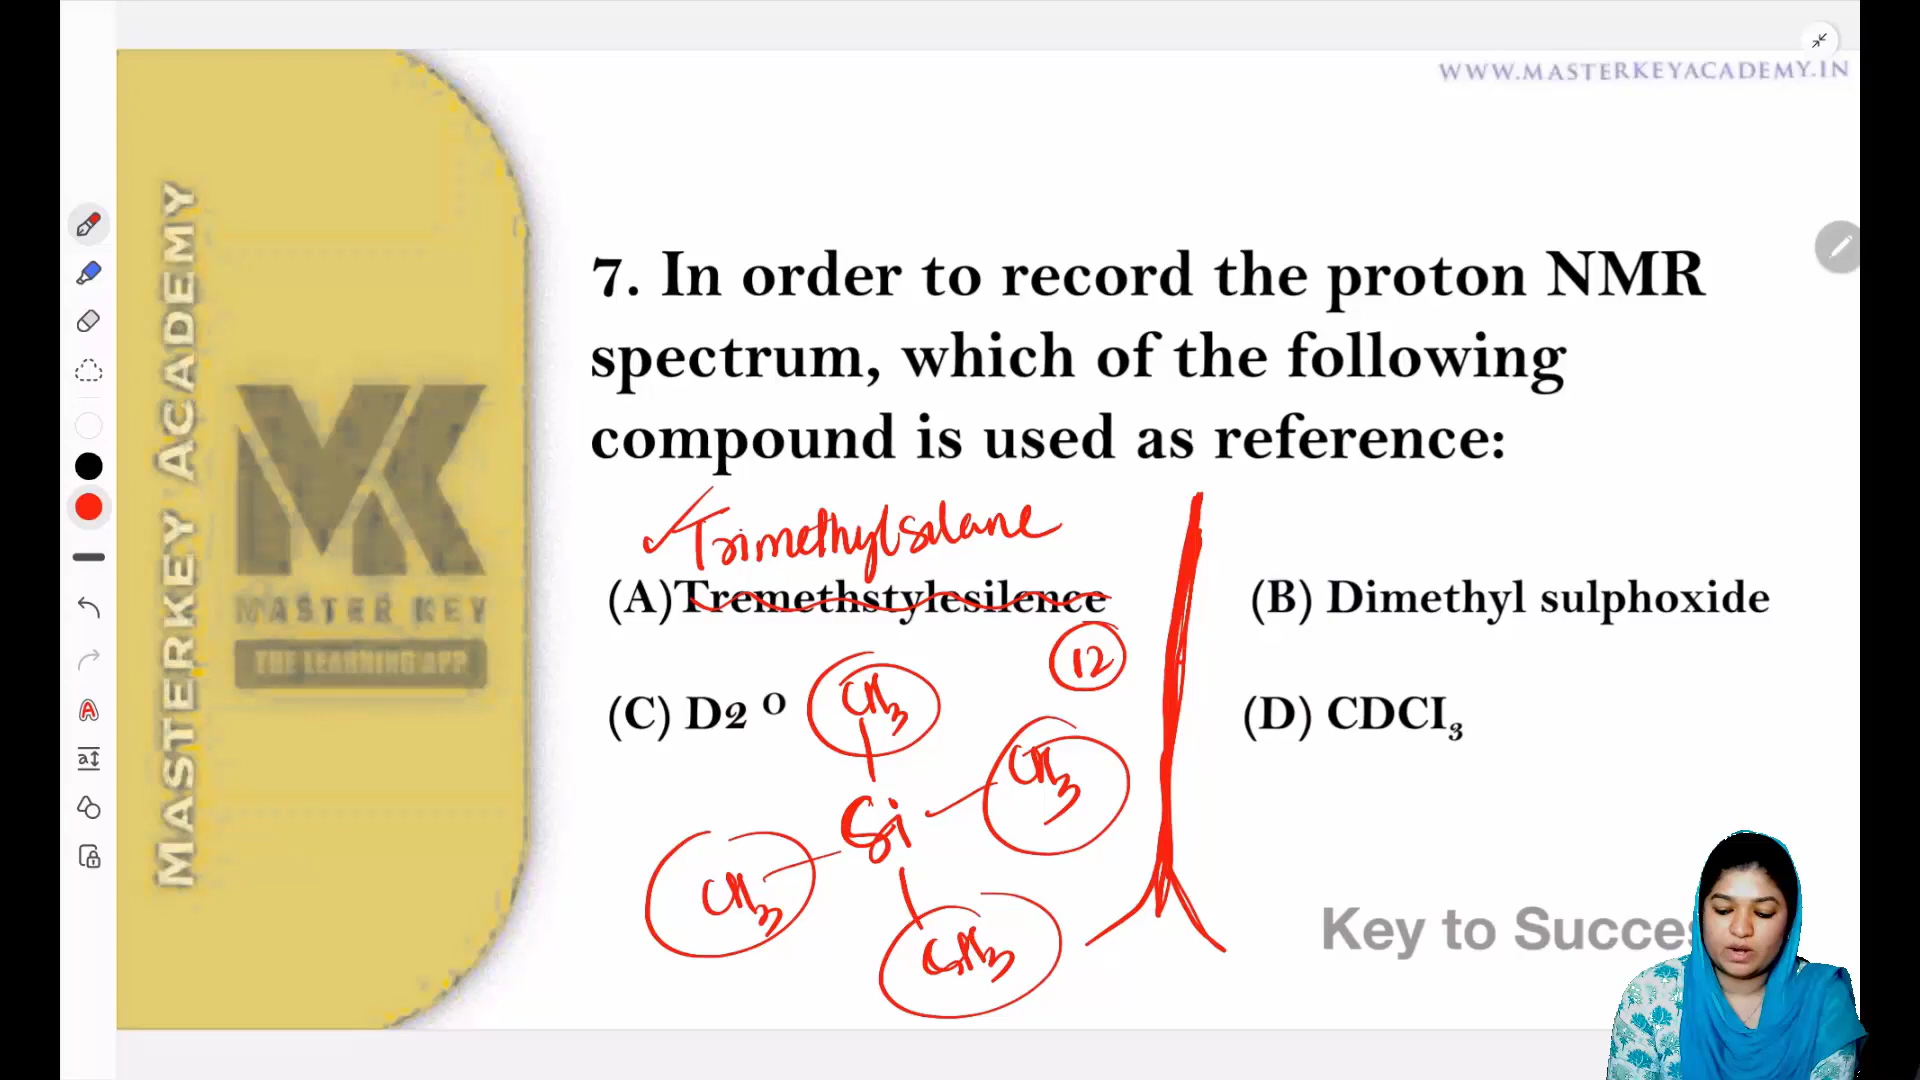 WWW.MASTERKEYACADEMY.IN
MASTERKEY ACADEMY
MK
MASTER KEY
THE LEARNING APP
7. In order to record the proton NMR
spectrum, which of the following
compound is used as reference:
Trimethylsilane
(A)Tremethstylesilence
(B) Dimethyl sulphoxide
12
(C) D2 O
(D) CDCI3
CH3
CH3
Si
CH3
CH3
Key to Succes